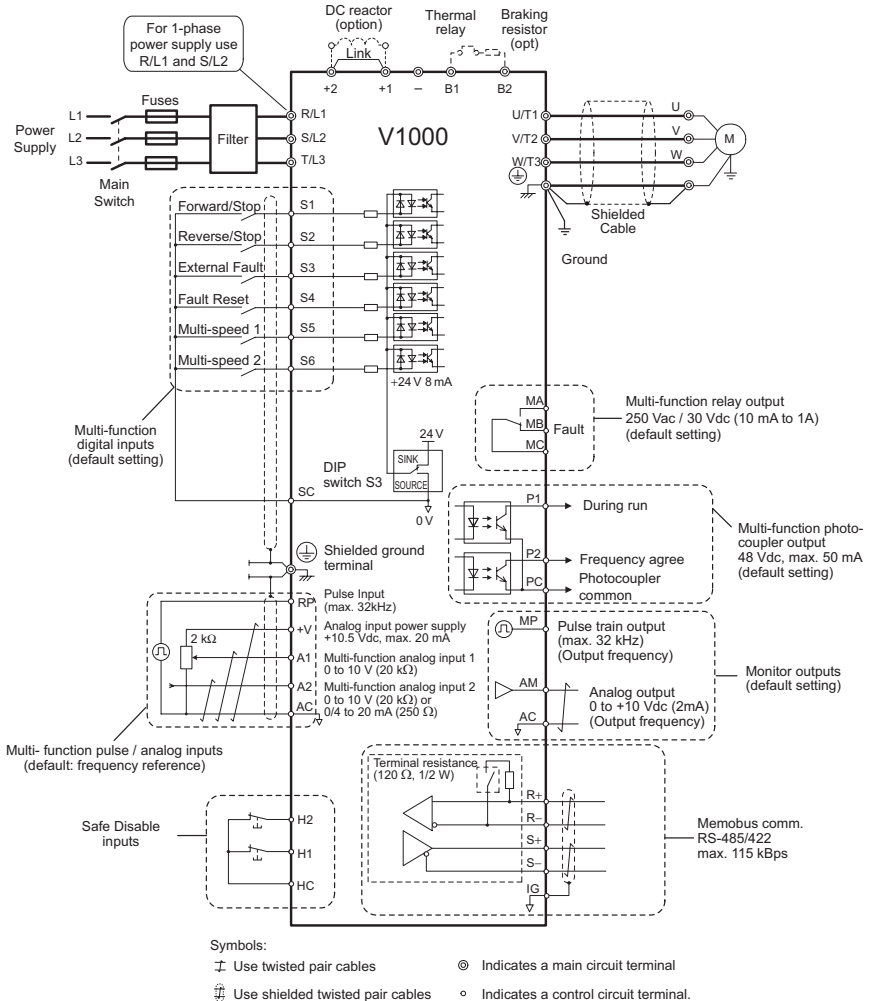 DC reactor
(option)
Thermal
relay
Braking
resistor
(opt)
For 1-phase
power supply use
R/L1 and S/L2
Link
+2
+1
–
B1
B2
Fuses
L1
L2
L3
Power
Supply
Main
Switch
Filter
R/L1
S/L2
T/L3
V1000
U/T1
V/T2
W/T3
U
V
W
M
Shielded
Cable
Ground
Forward/Stop
S1
Reverse/Stop
S2
External Fault
S3
Fault Reset
S4
Multi-speed 1
S5
Multi-speed 2
S6
+24 V 8 mA
Multi-function
digital inputs
(default setting)
24 V
SINK
SOURCE
DIP
switch S3
SC
0 V
MA
MB
MC
Fault
Multi-function relay output
250 Vac / 30 Vdc (10 mA to 1A)
(default setting)
P1
During run
P2
Frequency agree
PC
Photocoupler
common
Multi-function photo-
coupler output
48 Vdc, max. 50 mA
(default setting)
Shielded ground
terminal
RP
Pulse Input
(max. 32kHz)
+V
Analog input power supply
+10.5 Vdc, max. 20 mA
2 kΩ
A1
Multi-function analog input 1
0 to 10 V (20 kΩ)
A2
Multi-function analog input 2
0 to 10 V (20 kΩ) or
0/4 to 20 mA (250 Ω)
AC
Multi- function pulse / analog inputs
(default: frequency reference)
MP
Pulse train output
(max. 32 kHz)
(Output frequency)
AM
Analog output
0 to +10 Vdc (2mA)
(Output frequency)
AC
Monitor outputs
(default setting)
Terminal resistance
(120 Ω, 1/2 W)
R+
R–
S+
S–
IG
Memobus comm.
RS-485/422
max. 115 kBps
Safe Disable
inputs
H2
H1
HC
Symbols:
Use twisted pair cables
Indicates a main circuit terminal
Use shielded twisted pair cables
Indicates a control circuit terminal.